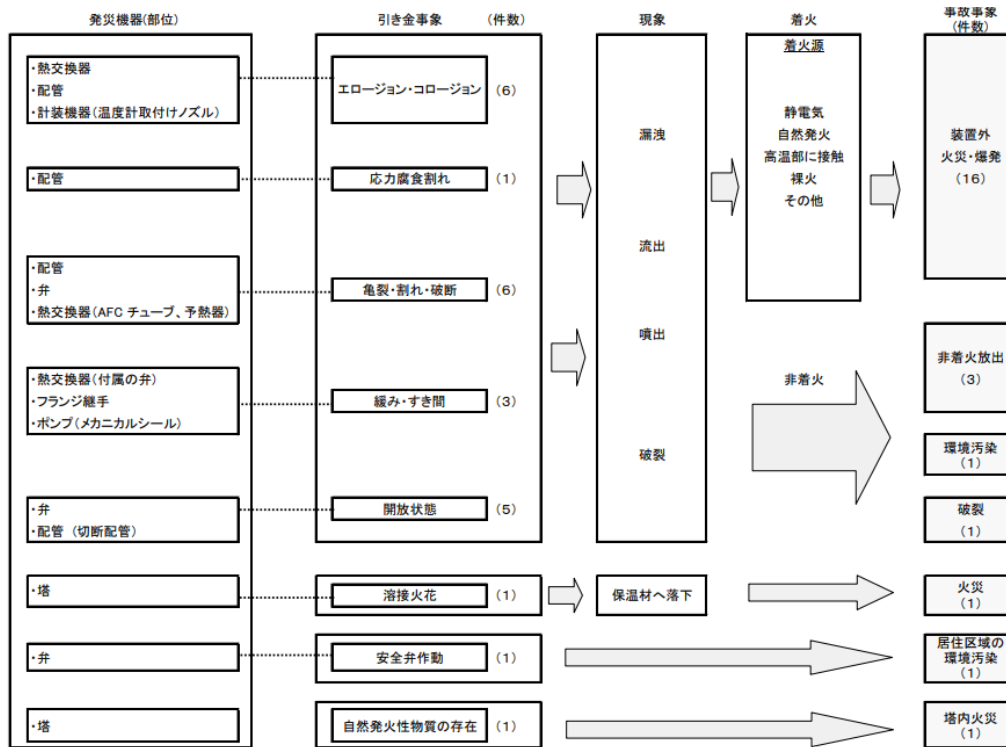 発災機器(部位)
引き金事象 (件数)
現象
着火
事故事象
(件数)
・熱交換器
・配管
・計装機器(温度計取付けノズル)
エロージョン・コロージョン (6)
・配管
応力腐食割れ (1)
・配管
・弁
・熱交換器(AFC チューブ、予熱器)
亀裂・割れ・破断 (6)
・熱交換器(付属の弁)
・フランジ継手
・ポンプ(メカニカルシール)
緩み・すき間 (3)
・弁
・配管 (切断配管)
開放状態 (5)
漏洩
流出
噴出
破裂
着火源
静電気
自然発火
高温部に接触
裸火
その他
非着火
装置外
火災・爆発
(16)
非着火放出
(3)
環境汚染
(1)
破裂
(1)
・塔
溶接火花 (1)
保温材へ落下
火災
(1)
・弁
安全弁作動 (1)
居住区域の
環境汚染
(1)
・塔
自然発火性物質の存在 (1)
塔内火災
(1)